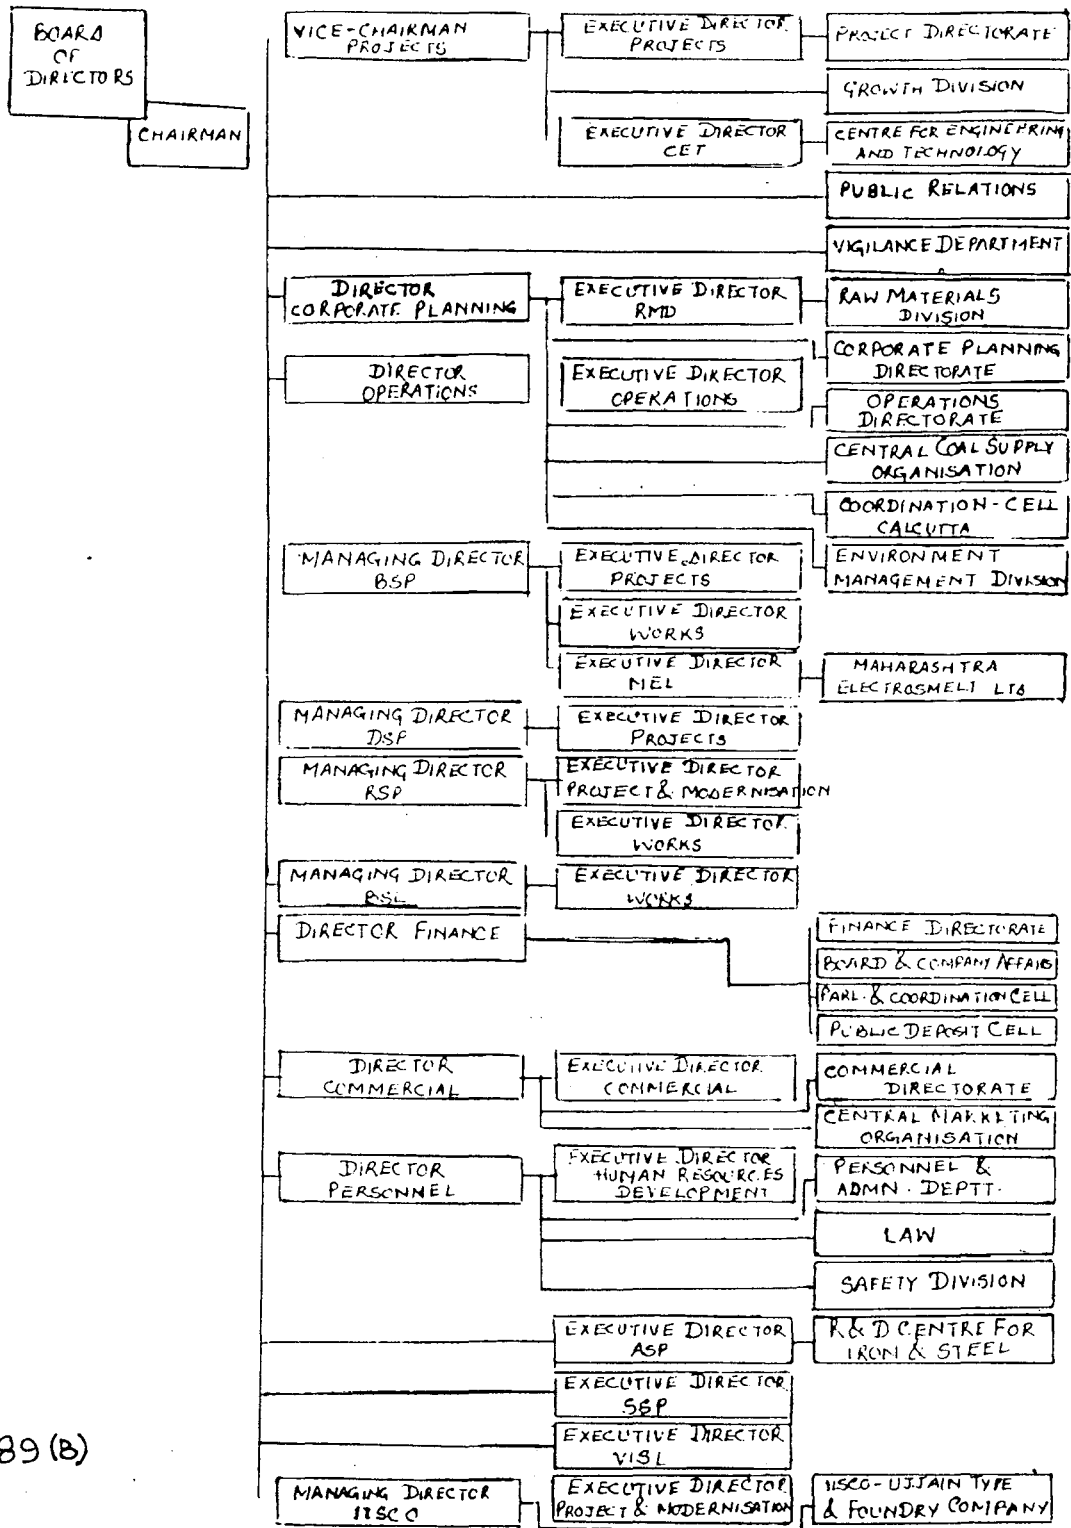 BOARD
OF
DIRECTORS
CHAIRMAN
VICE-CHAIRMAN
PROJECTS
EXECUTIVE DIRECTOR
PROJECTS
PROJECT DIRECTORATE
GROWTH DIVISION
EXECUTIVE DIRECTOR
CET
CENTRE FOR ENGINEERING
AND TECHNOLOGY
PUBLIC RELATIONS
VIGILANCE DEPARTMENT
DIRECTOR
CORPORATE PLANNING
EXECUTIVE DIRECTOR
RMD
RAW MATERIALS
DIVISION
CORPORATE PLANNING
DIRECTORATE
DIRECTOR
OPERATIONS
EXECUTIVE DIRECTOR
OPERATIONS
OPERATIONS
DIRECTORATE
CENTRAL COAL SUPPLY
ORGANISATION
COORDINATION-CELL
CALCUTTA
MANAGING DIRECTOR
BSP
EXECUTIVE DIRECTOR
PROJECTS
ENVIRONMENT
MANAGEMENT DIVISION
EXECUTIVE DIRECTOR
WORKS
EXECUTIVE DIRECTOR
MEL
MAHARASHTRA
ELECTROSMELT LTD
MANAGING DIRECTOR
DSP
EXECUTIVE DIRECTOR
PROJECTS
MANAGING DIRECTOR
RSP
EXECUTIVE DIRECTOR
PROJECT & MODERNISATION
EXECUTIVE DIRECTOR
WORKS
MANAGING DIRECTOR
BSL
EXECUTIVE DIRECTOR
WORKS
DIRECTOR FINANCE
FINANCE DIRECTORATE
BOARD & COMPANY AFFAIRS
PARL. & COORDINATION CELL
PUBLIC DEPOSIT CELL
DIRECTOR
COMMERCIAL
EXECUTIVE DIRECTOR
COMMERCIAL
COMMERCIAL
DIRECTORATE
CENTRAL MARKETING
ORGANISATION
DIRECTOR
PERSONNEL
EXECUTIVE DIRECTOR
HUMAN RESOURCES
DEVELOPMENT
PERSONNEL &
ADMN. DEPTT.
LAW
SAFETY DIVISION
EXECUTIVE DIRECTOR
ASP
R & D CENTRE FOR
IRON & STEEL
EXECUTIVE DIRECTOR
SSP
EXECUTIVE DIRECTOR
VISL
89 (B)
MANAGING DIRECTOR
IISCO
EXECUTIVE DIRECTOR
PROJECT & MODERNISATION
IISCO-UJJAIN TYPE
& FOUNDRY COMPANY